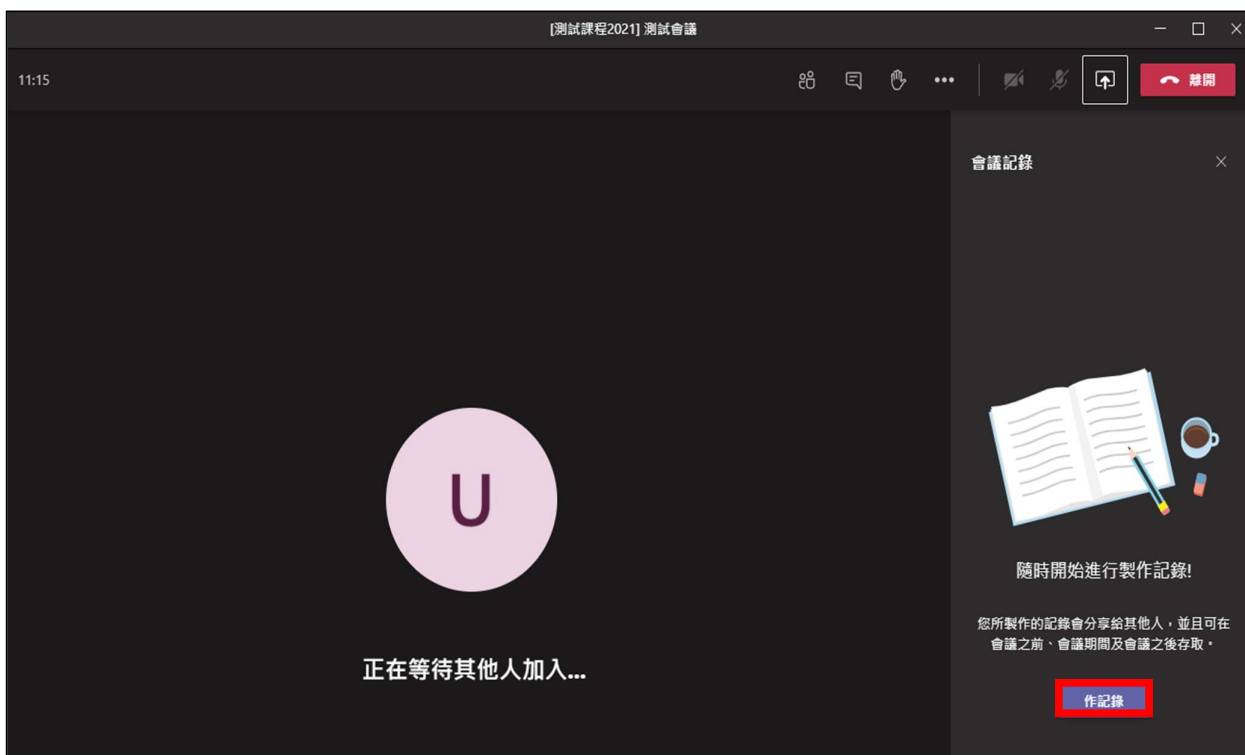 [測試課程2021] 測試會議
11:15
離開
會議記錄
U
正在等待其他人加入...
隨時開始進行製作記錄!
您所製作的記錄會分享給其他人，並且可在
會議之前、會議期間及會議之後存取。
作記錄